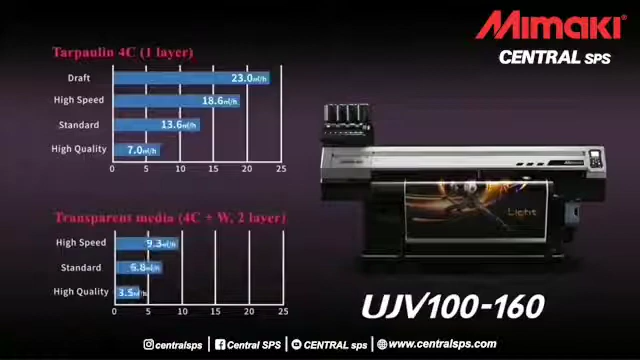 Mimaki
CENTRAL SPS
Tarpaulin 4C (1 layer)
Draft 23.0㎡/h
High Speed 18.6㎡/h
Standard 13.6㎡/h
High Quality 7.0㎡/h
0 5 10 15 20 25
Transparent media (4C + W, 2 layer)
High Speed 9.3㎡/h
Standard 6.8㎡/h
High Quality 3.5㎡/h
0 5 10 15 20 25
Light
UJV100-160
centralsps | Central SPS | CENTRAL sps | www.centralsps.com